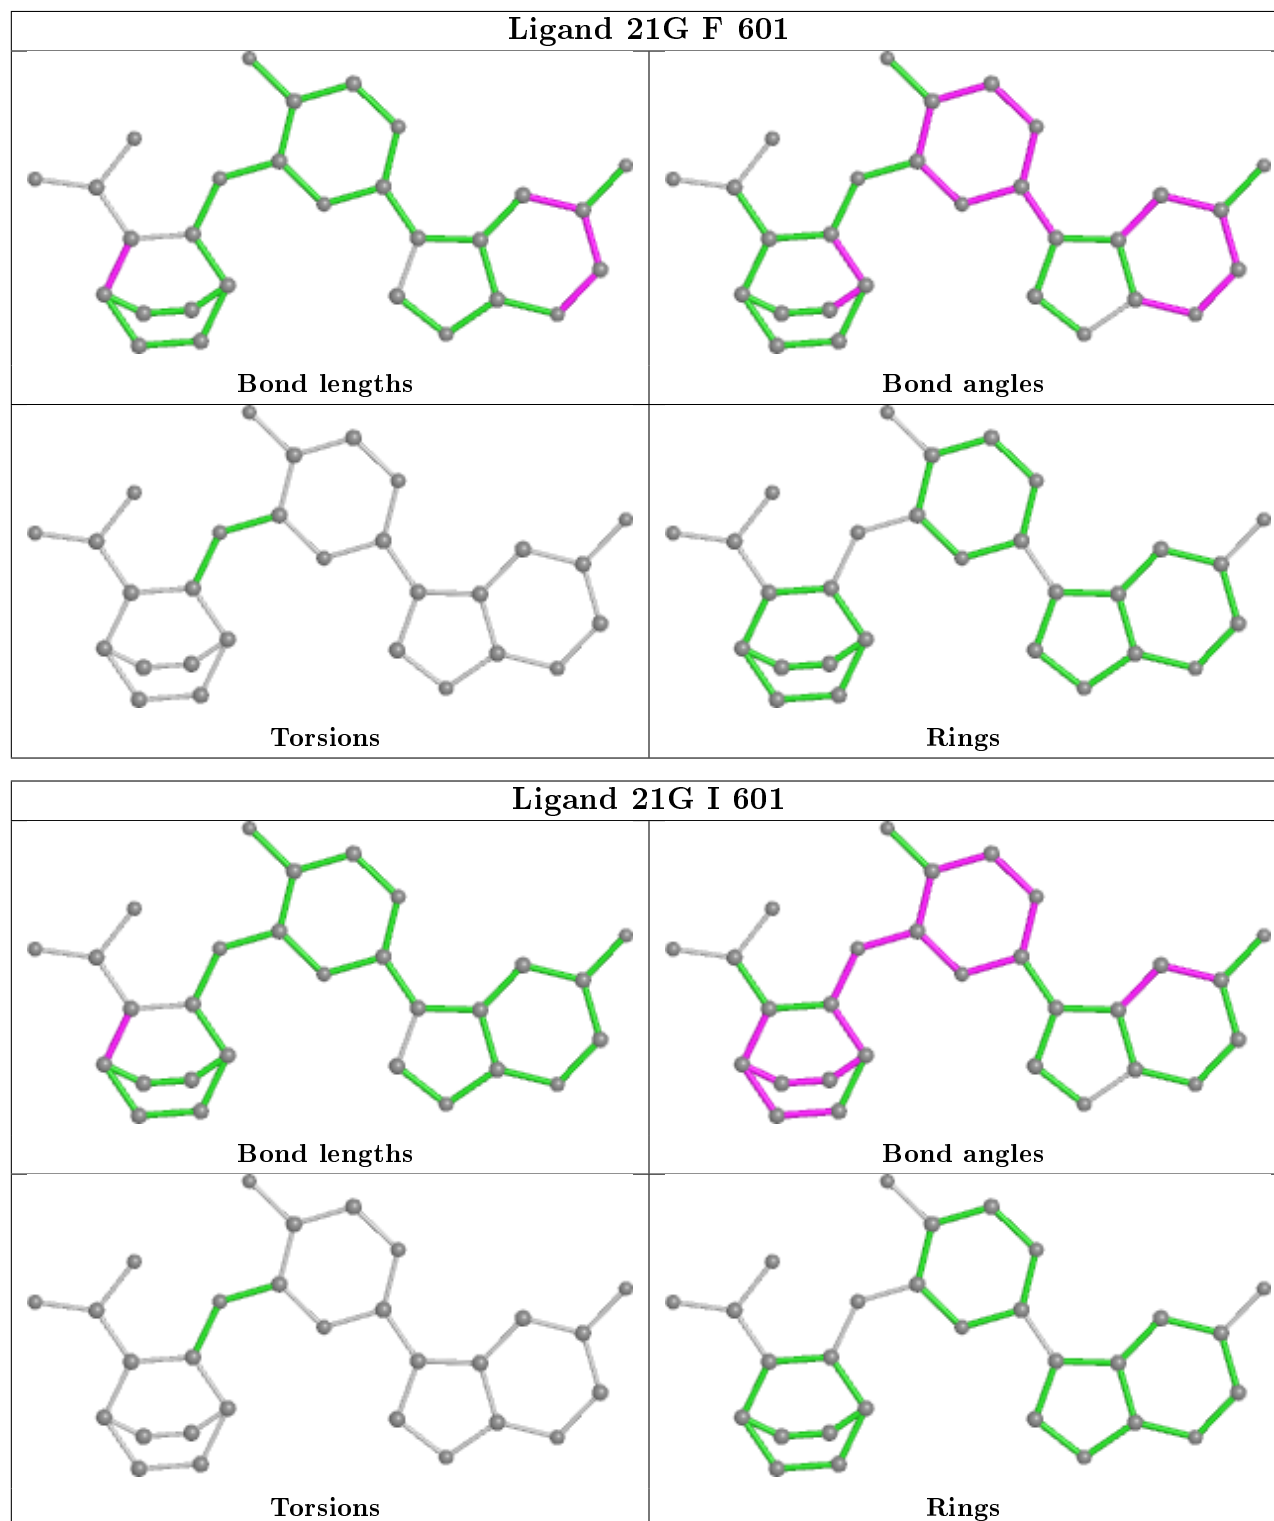 Ligand 21G F 601
Bond lengths
Bond angles
Torsions
Rings
Ligand 21G I 601
Bond lengths
Bond angles
Torsions
Rings